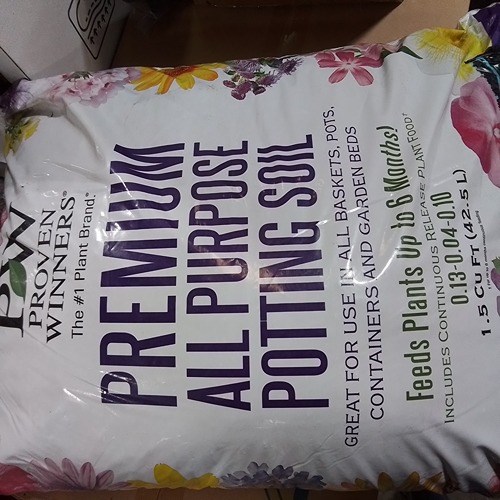 PW
PROVEN
WINNERS®
The #1 Plant Brand.®
PREMIUM
ALL PURPOSE
POTTING SOIL
GREAT FOR USE IN ALL BASKETS, POTS,
CONTAINERS AND GARDEN BEDS
Feeds Plants Up to 6 Months!
INCLUDES CONTINUOUS RELEASE PLANT FOOD†
0.13-0.04-0.10
1.5 CU FT (42.5 L)